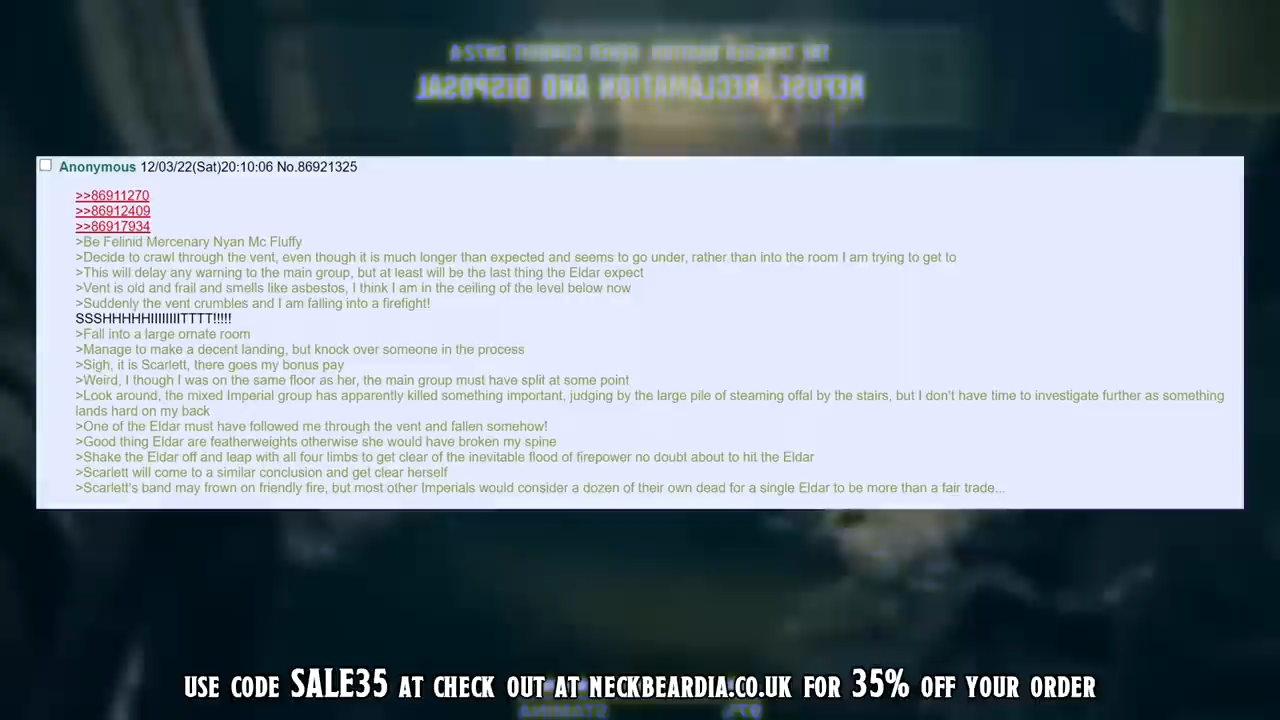 THE TANCRED BASTION, SEWER CONDUIT
REFUSE, RECLAMATION AND DISPOSAL
Anonymous 12/03/22(Sat)20:10:06 No.86921325
>>86911270
>>86912409
>>86917934
>Be Felinid Mercenary Nyan Mc Fluffy
>Decide to crawl through the vent, even though it is much longer than expected and seems to go under, rather than into the room I am trying to get to
>This will delay any warning to the main group, but at least will be the last thing the Eldar expect
>Vent is old and frail and smells like asbestos, I think I am in the ceiling of the level below now
>Suddenly the vent crumbles and I am falling into a firefight!
SSSHHHHHIIIIIIIITTTT!!!!!
>Fall into a large ornate room
>Manage to make a decent landing, but knock over someone in the process
>Sigh, it is Scarlett, there goes my bonus pay
>Weird, I though I was on the same floor as her, the main group must have split at some point
>Look around, the mixed Imperial group has apparently killed something important, judging by the large pile of steaming offal by the stairs, but I don't have time to investigate further as something
lands hard on my back
>One of the Eldar must have followed me through the vent and fallen somehow!
>Good thing Eldar are featherweights otherwise she would have broken my spine
>Shake the Eldar off and leap with all four limbs to get clear of the inevitable flood of firepower no doubt about to hit the Eldar
>Scarlett will come to a similar conclusion and get clear herself
>Scarlett's band may frown on friendly fire, but most other Imperials would consider a dozen of their own dead for a single Eldar to be more than a fair trade...
USE CODE SALE35 AT CHECK OUT AT NECKBEARDIA.CO.UK FOR 35% OFF YOUR ORDER
STAMINA